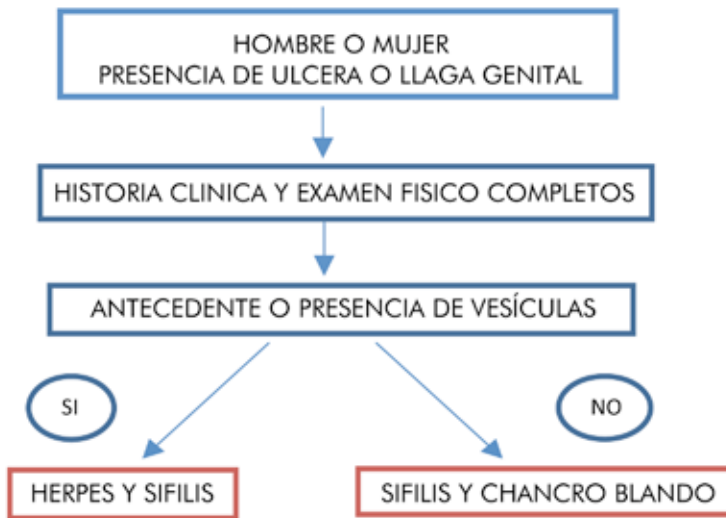 HOMBRE O MUJER
PRESENCIA DE ULCERA O LLAGA GENITAL
HISTORIA CLINICA Y EXAMEN FISICO COMPLETOS
ANTECEDENTE O PRESENCIA DE VESÍCULAS
SI
NO
HERPES Y SIFILIS
SIFILIS Y CHANCRO BLANDO